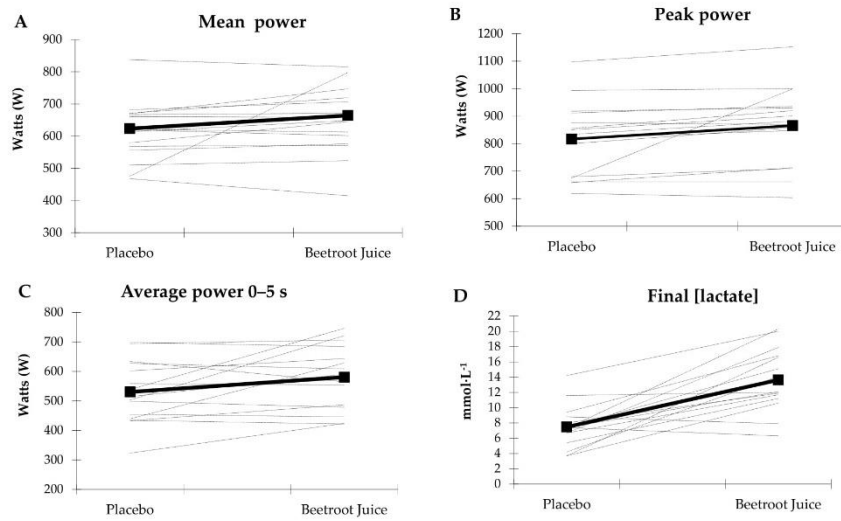 A
Mean power
Watts (W)
900
800
700
600
500
400
300
Placebo
Beetroot Juice
B
Peak power
Watts (W)
1200
1100
1000
900
800
700
600
500
Placebo
Beetroot Juice
C
Average power 0–5 s
Watts (W)
800
700
600
500
400
300
200
Placebo
Beetroot Juice
D
Final [lactate]
mmol·L-1
22
20
18
16
14
12
10
8
6
4
2
0
Placebo
Beetroot Juice